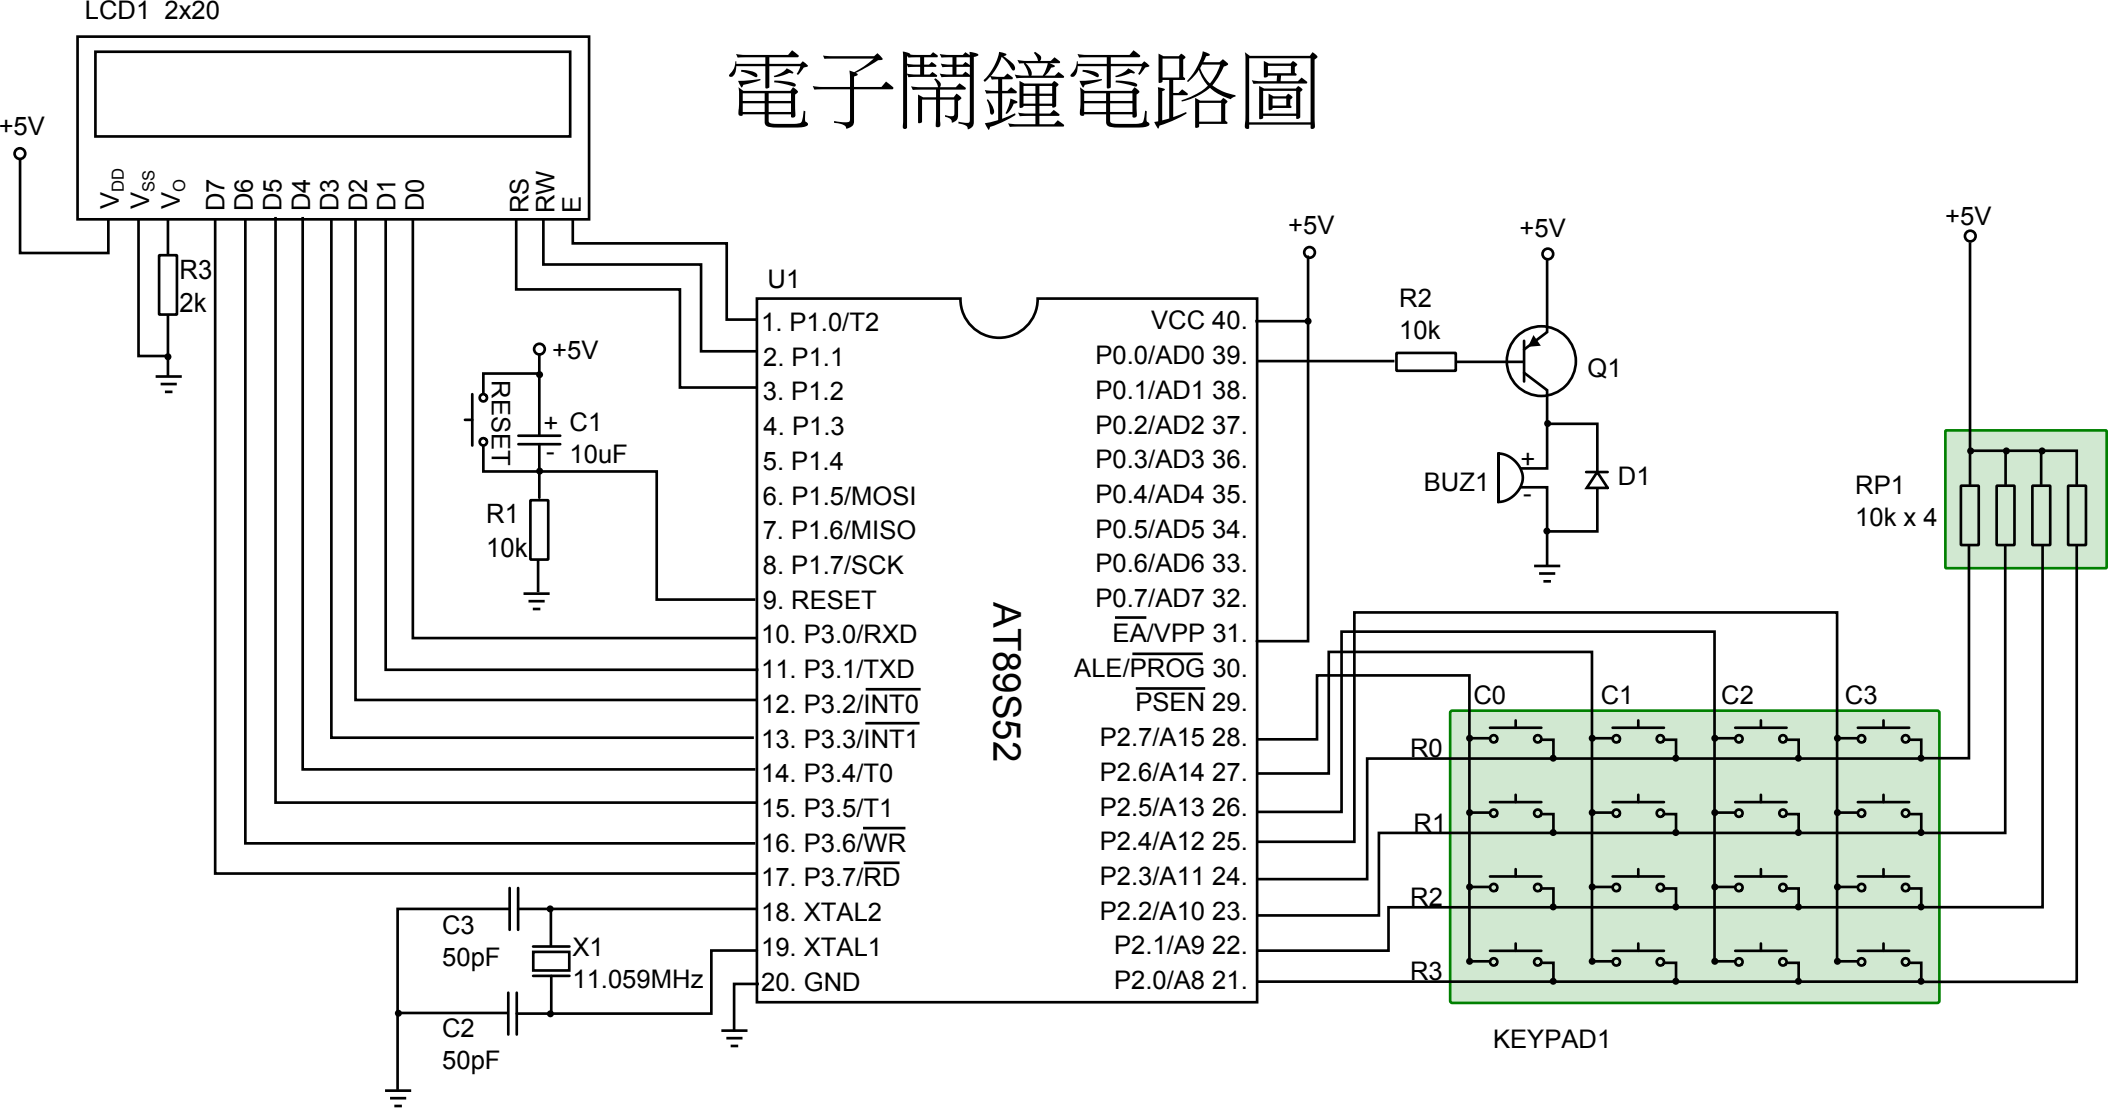 LCD1 2x20
電子鬧鐘電路圖
+5V
VDD
VSS
VO
D7
D6
D5
D4
D3
D2
D1
D0
RS
RW
E
R3
2k
+5V
RESET
+
-
C1
10uF
R1
10k
U1
1. P1.0/T2
2. P1.1
3. P1.2
4. P1.3
5. P1.4
6. P1.5/MOSI
7. P1.6/MISO
8. P1.7/SCK
9. RESET
10. P3.0/RXD
11. P3.1/TXD
12. P3.2/INT0
13. P3.3/INT1
14. P3.4/T0
15. P3.5/T1
16. P3.6/WR
17. P3.7/RD
18. XTAL2
19. XTAL1
20. GND
AT89S52
VCC 40.
P0.0/AD0 39.
P0.1/AD1 38.
P0.2/AD2 37.
P0.3/AD3 36.
P0.4/AD4 35.
P0.5/AD5 34.
P0.6/AD6 33.
P0.7/AD7 32.
EA/VPP 31.
ALE/PROG 30.
PSEN 29.
P2.7/A15 28.
P2.6/A14 27.
P2.5/A13 26.
P2.4/A12 25.
P2.3/A11 24.
P2.2/A10 23.
P2.1/A9 22.
P2.0/A8 21.
C3
50pF
X1
11.059MHz
C2
50pF
+5V
R2
10k
+5V
Q1
BUZ1
+
-
D1
+5V
RP1
10k x 4
C0
C1
C2
C3
R0
R1
R2
R3
KEYPAD1